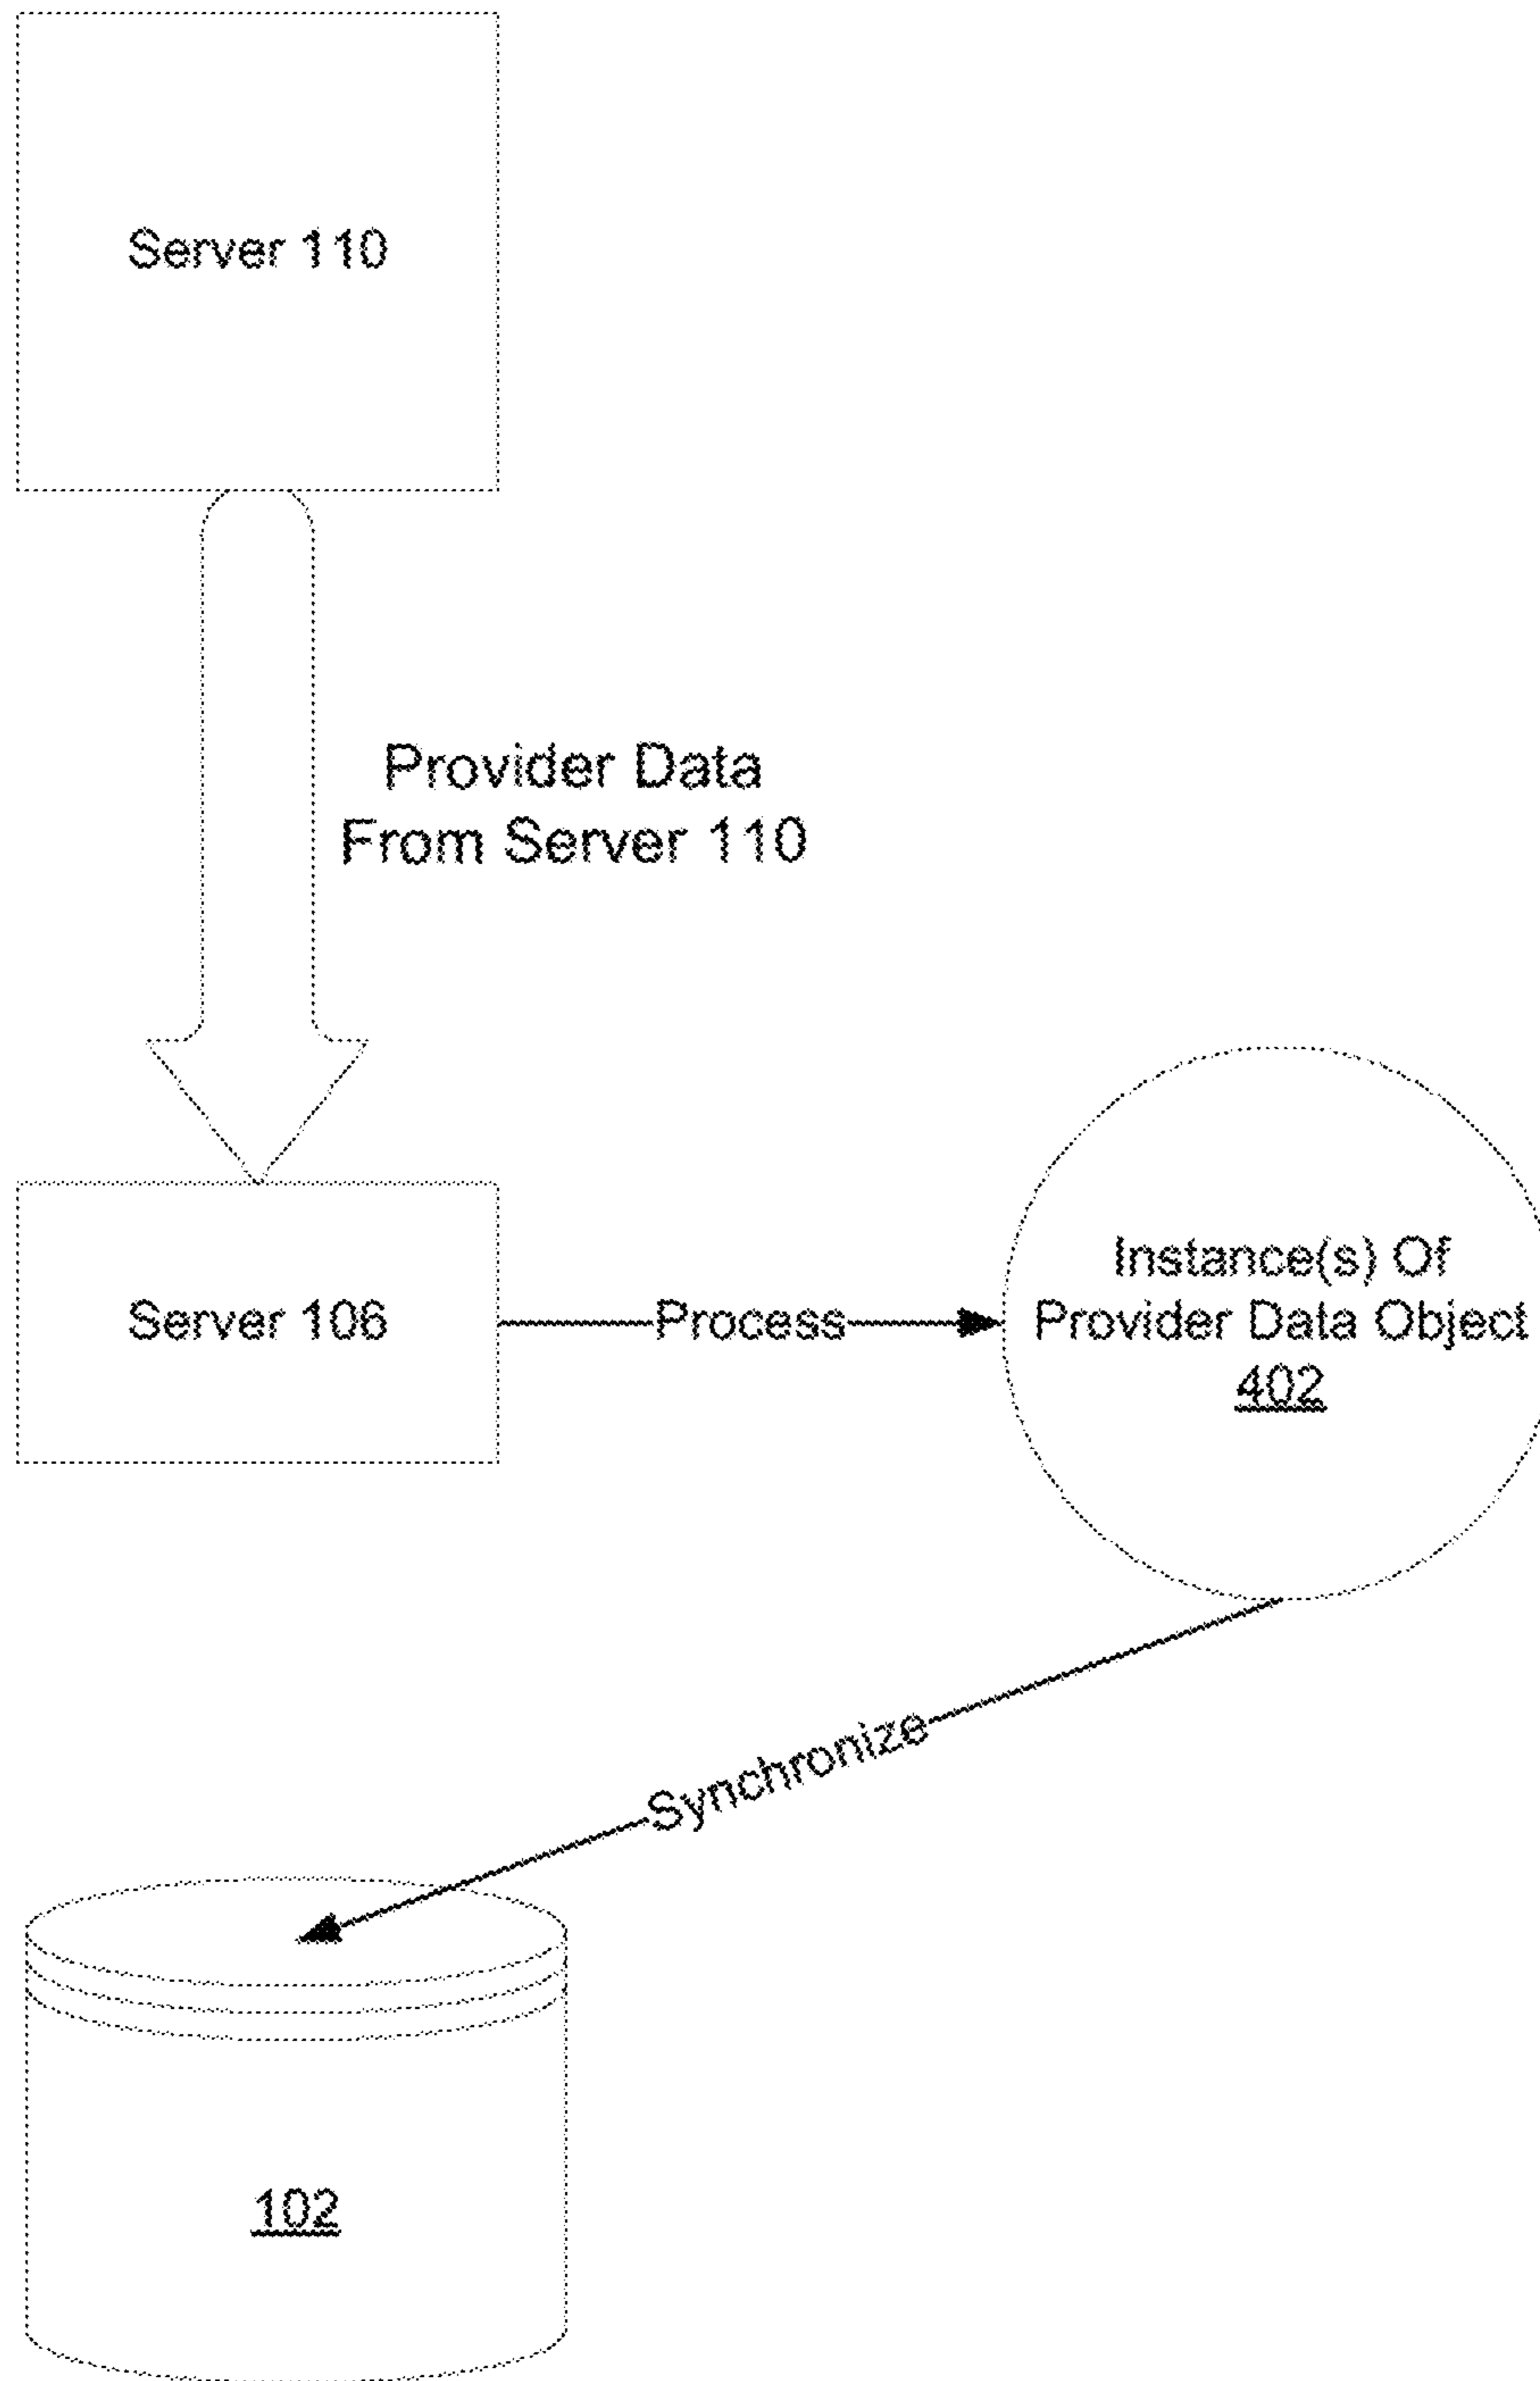 Server 110
Provider Data
From Server 110
Server 106
Process
Instance(s) Of
Provider Data Object
402
Synchronize
102